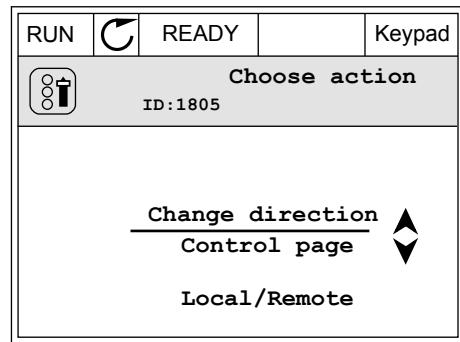 RUN READY Keypad
Choose action
ID:1805
Change direction
Control page
Local/Remote